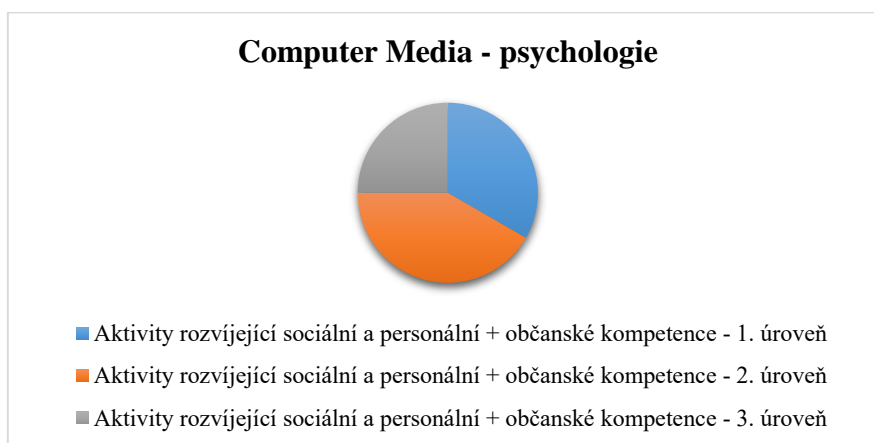 Computer Media - psychologie
Aktivity rozvíjející sociální a personální + občanské kompetence - 1. úroveň
Aktivity rozvíjející sociální a personální + občanské kompetence - 2. úroveň
Aktivity rozvíjející sociální a personální + občanské kompetence - 3. úroveň